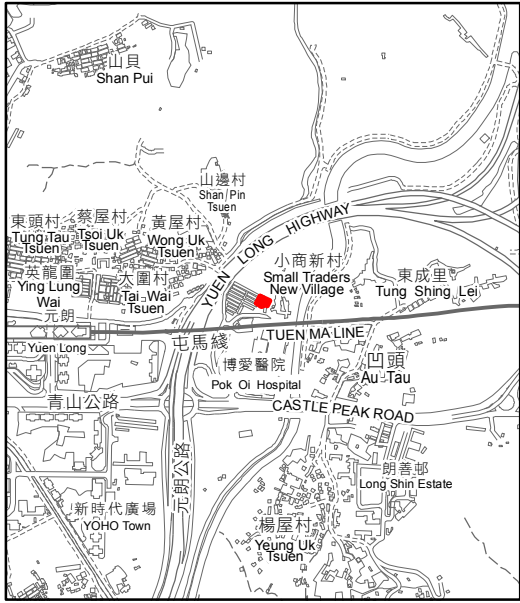 山貝
Shan Pui
山邊村
Shan Pin
Tsuen
東頭村
Tung Tau
Tsuen
蔡屋村
Tsoi Uk
Tsuen
黃屋村
Wong Uk
Tsuen
YUEN LONG HIGHWAY
小商新村
Small Traders
New Village
東成里
Tung Shing Lei
英龍圍
Ying Lung
Wai
大圍村
Tai Wai
Tsuen
元朗
Yuen Long
屯馬綫
TUEN MA LINE
博愛醫院
Pok Oi Hospital
凹頭
Au Tau
青山公路
CASTLE PEAK ROAD
元朗公路
朗善邨
Long Shin Estate
新時代廣場
YOHO Town
楊屋村
Yeung Uk
Tsuen